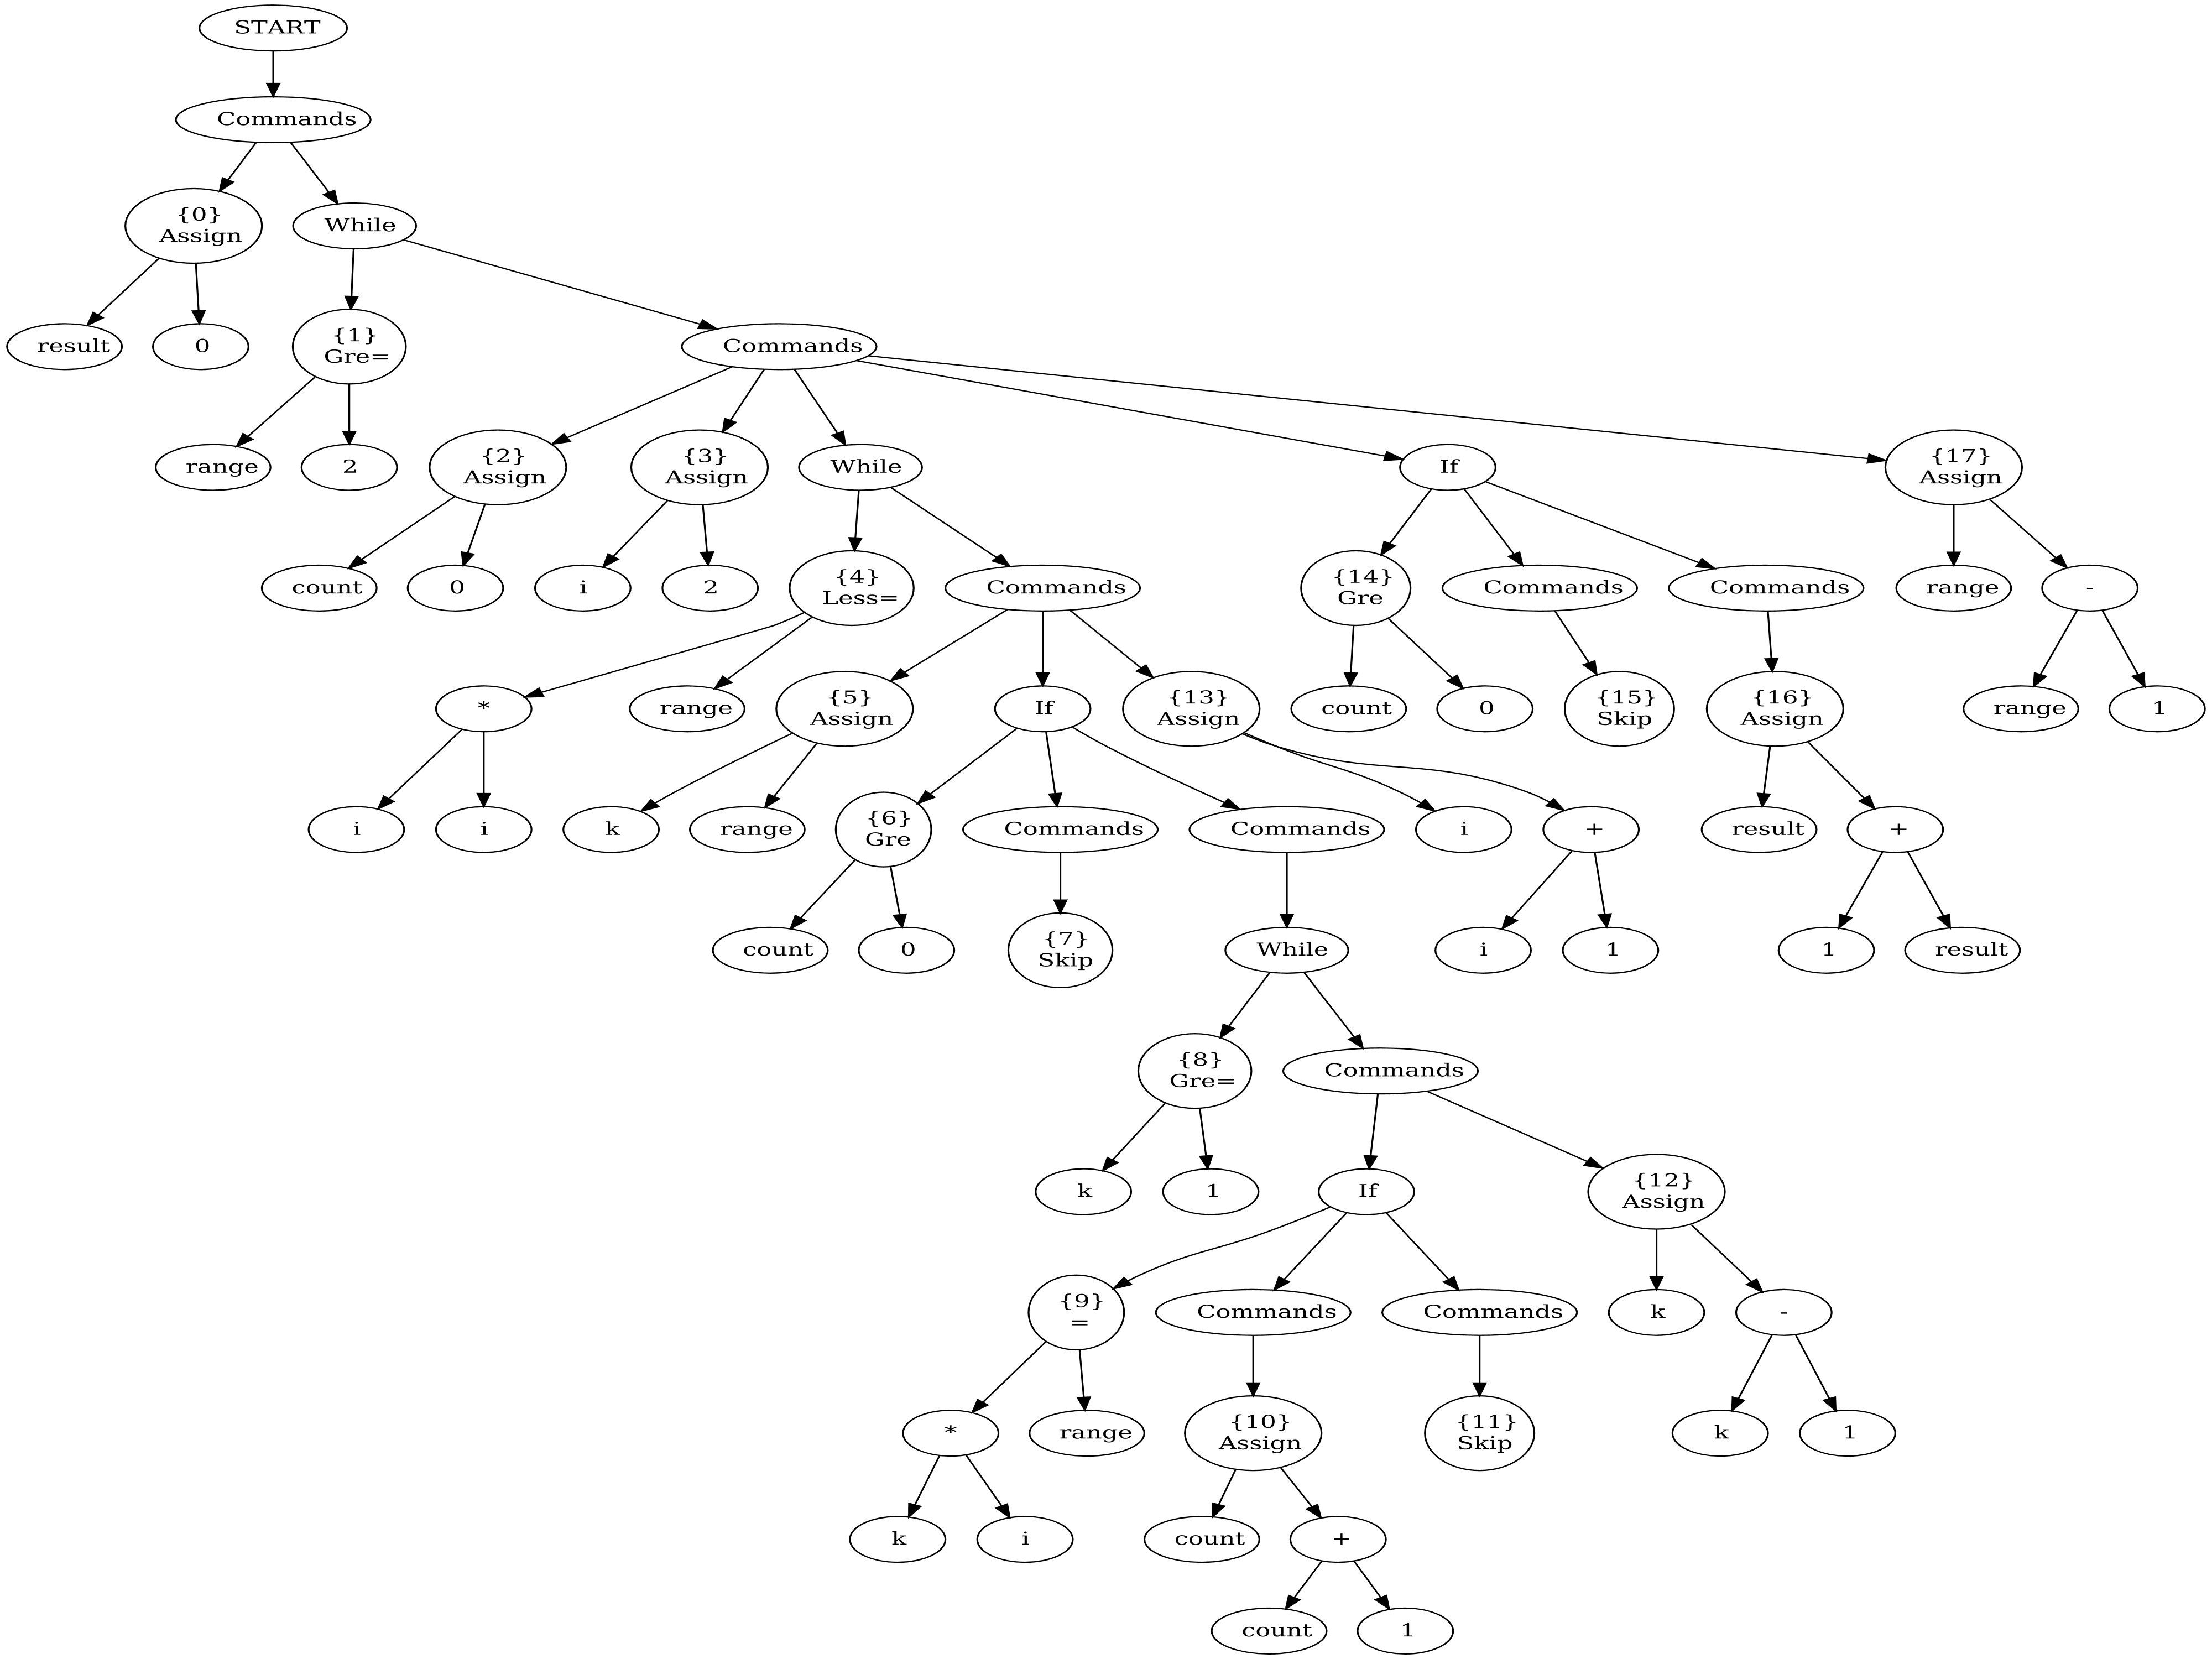 START
Commands
{0}
Assign
While
result
0
{1}
Gre=
Commands
range
2
{2}
Assign
{3}
Assign
While
If
{17}
Assign
count
0
i
2
{4}
Less=
Commands
{14}
Gre
Commands
Commands
range
-
*
range
{5}
Assign
If
{13}
Assign
count
0
{15}
Skip
{16}
Assign
range
1
i
i
k
range
{6}
Gre
Commands
Commands
i
+
result
+
count
0
{7}
Skip
While
i
1
1
result
{8}
Gre=
Commands
k
1
If
{12}
Assign
{9}
=
Commands
Commands
k
-
*
range
{10}
Assign
{11}
Skip
k
1
k
i
count
+
count
1